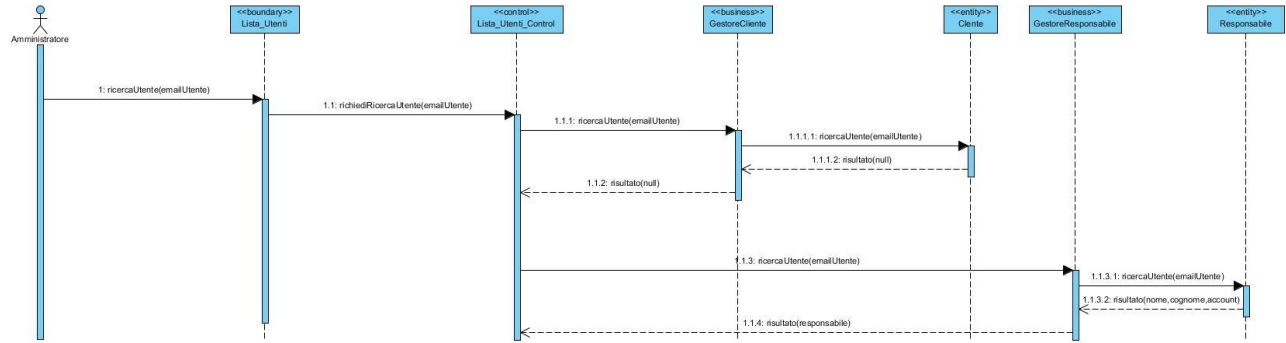 Amministratore
<<boundary>>
Lista_Utenti
<<control>>
Lista_Utenti_Control
<<business>>
GestoreCliente
<<entity>>
Clente
<<business>>
GestoreResponsabile
<<entity>>
Responsabile
1: ricercaUtente(emailUtente)
1.1: richiediRicercaUtente(emailUtente)
1.1.1: ricercaUtente(emailUtente)
1.1.1.1: ricercaUtente(emailUtente)
1.1.1.2: risultato(null)
1.1.2: risultato(null)
1.1.3: ricercaUtente(emailUtente)
1.1.3.1: ricercaUtente(emailUtente)
1.1.3.2: risultato(nome,cognome,account)
1.1.4: risultato(responsabile)